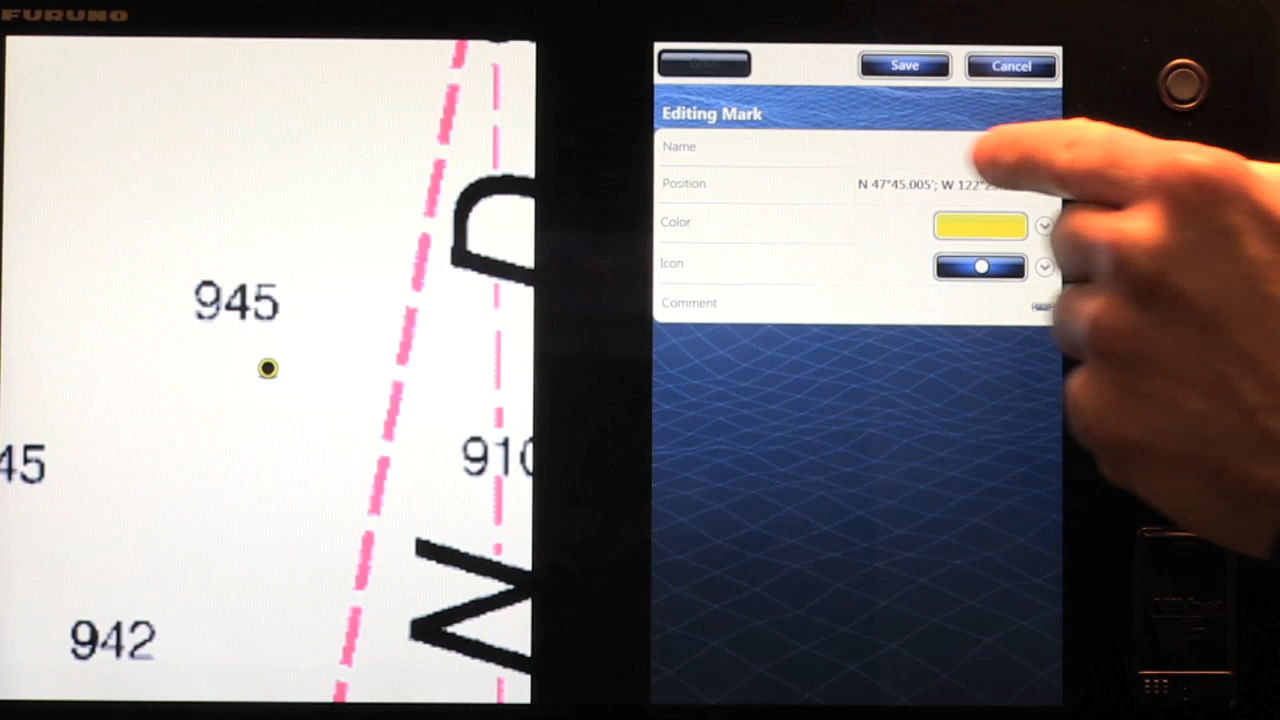 FURUNO
945
45
910
942
D
N
Save
Cancel
Editing Mark
Name
Position
N 47°45.005'; W 122°
Color
Icon
Comment